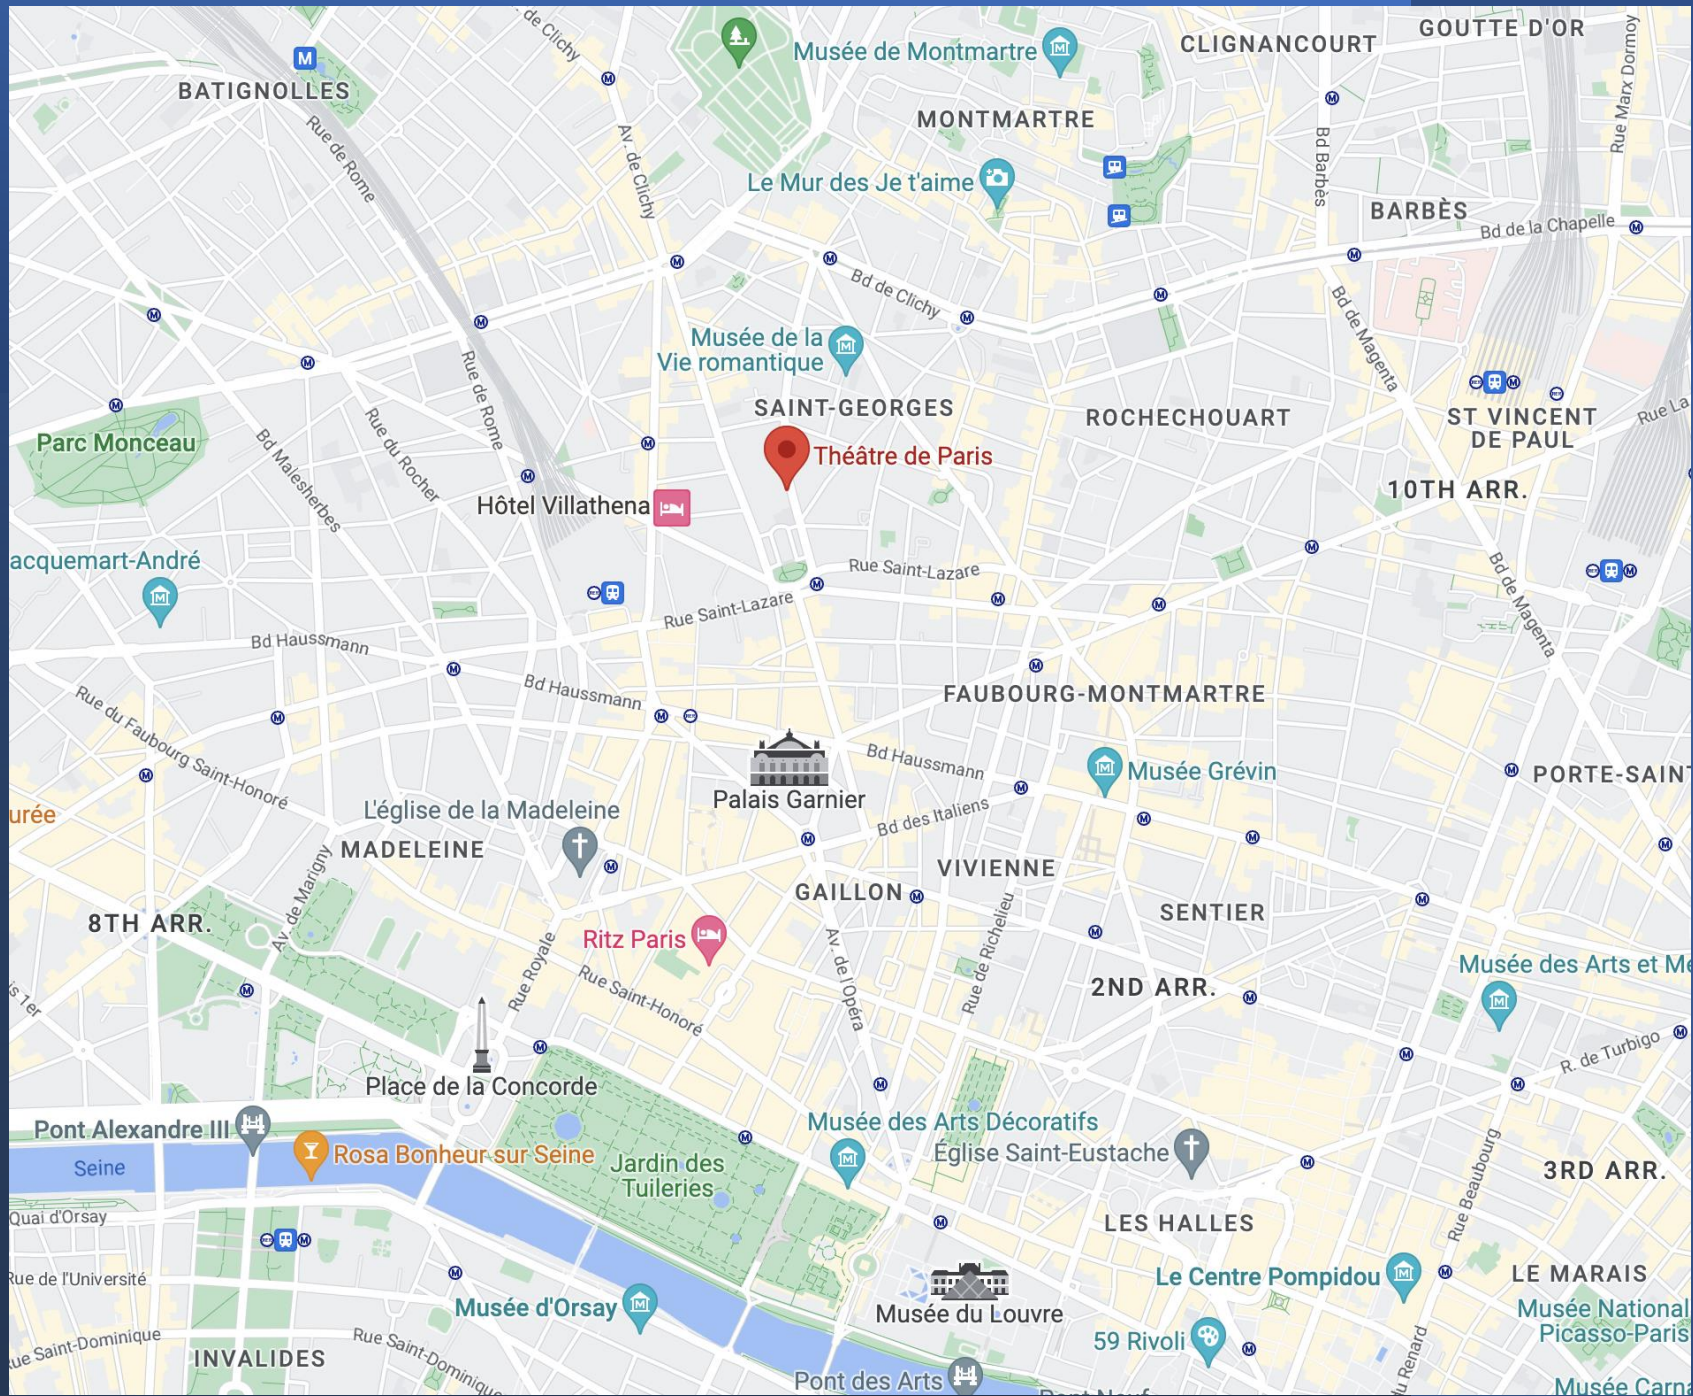 de Clichy
GOUTTE D'OR
CLIGNANCOURT
Musée de Montmartre
M
BATIGNOLLES
Rue Marx Dormoy
MONTMARTRE
Rue de Rome
Av. de Clichy
Bd Barbès
Le Mur des Je t'aime
BARBÈS
Bd de la Chapelle
Bd de Clichy
Bd de Magenta
Musée de la
Vie romantique
Rue de Rome
SAINT-GEORGES
ROCHECHOUART
ST VINCENT
DE PAUL
Rue La
Parc Monceau
Bd Malesherbes
Rue du Rocher
Théâtre de Paris
10TH ARR.
Hôtel Villathena
acquemart-André
Rue Saint-Lazare
Bd de Magenta
Rue Saint-Lazare
Bd Haussmann
Bd Haussmann
FAUBOURG-MONTMARTRE
Rue du Faubourg Saint-Honoré
Bd Haussmann
Musée Grévin
PORTE-SAINT
Palais Garnier
urée
L'église de la Madeleine
Bd des Italiens
MADELEINE
VIVIENNE
GAILLON
Av. de Marigny
8TH ARR.
SENTIER
Ritz Paris
Rue Royale
Rue Saint-Honoré
Av. de l'Opéra
Rue de Richelieu
Musée des Arts et Mé
2ND ARR.
is 1er
R. de Turbigo
Place de la Concorde
Pont Alexandre III
Musée des Arts Décoratifs
Rosa Bonheur sur Seine
Église Saint-Eustache
Seine
Jardin des
Tuileries
Rue Beaubourg
3RD ARR.
Quai d'Orsay
LES HALLES
Rue de l'Université
Le Centre Pompidou
LE MARAIS
Musée d'Orsay
Musée du Louvre
Musée National
Picasso-Paris
59 Rivoli
ue Saint-Dominique
Rue Saint-Dominique
INVALIDES
Pont des Arts
du Renard
Musée Carna
Pont Neuf